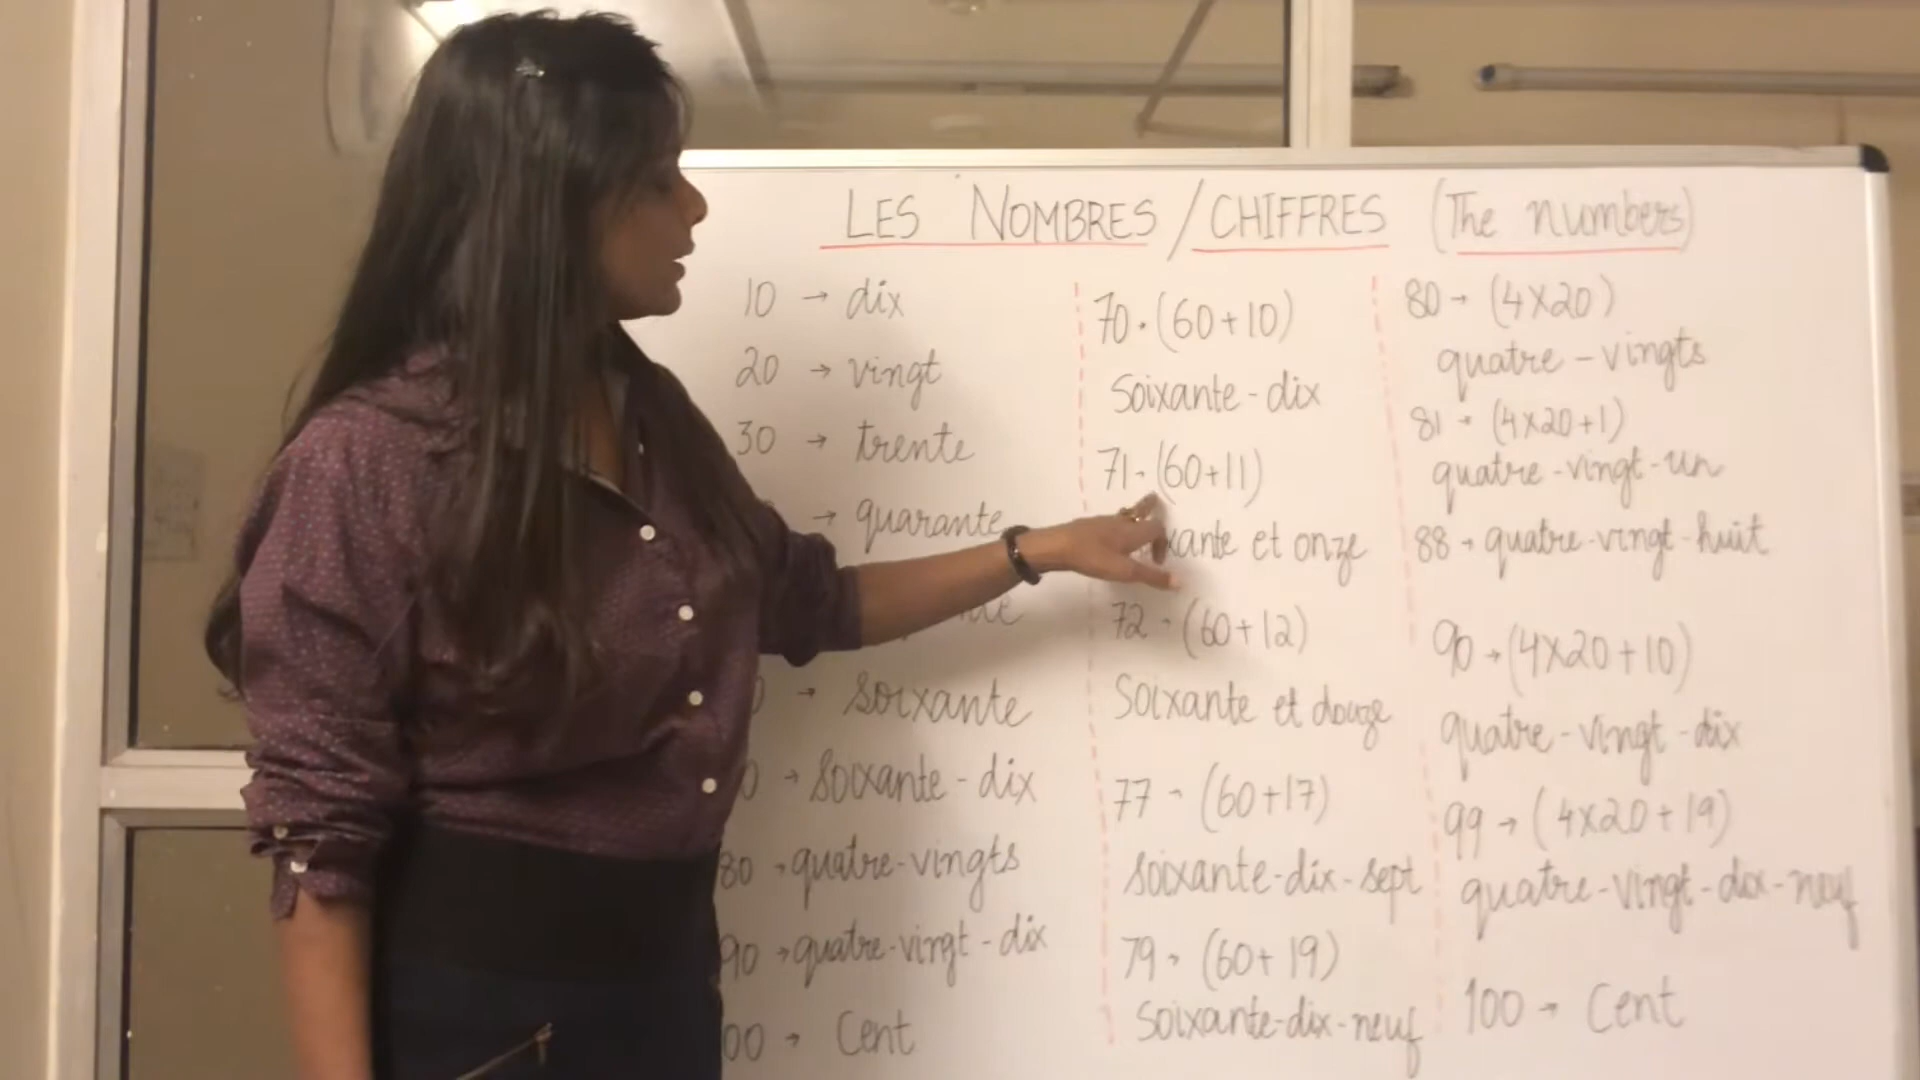 LES NOMBRES / CHIFFRES (The numbers)
10 → dix
20 → vingt
30 → trente
→ quarante
→ soixante
0 → soixante-dix
80 → quatre-vingts
90 → quatre-vingt-dix
00 → Cent
70 · (60+10)
Soixante-dix
71 - (60+11)
xante et onze
72 - (60+12)
Soixante et douze
77 - (60+17)
soixante-dix-sept
79 - (60+19)
Soixante-dix-neuf
80 → (4X20)
quatre-vingts
81 → (4x20+1)
quatre-vingt-un
88 → quatre-vingt-huit
90 → (4X20+10)
quatre-vingt-dix
99 → (4x20+19)
quatre-vingt-dix-neuf
100 → Cent